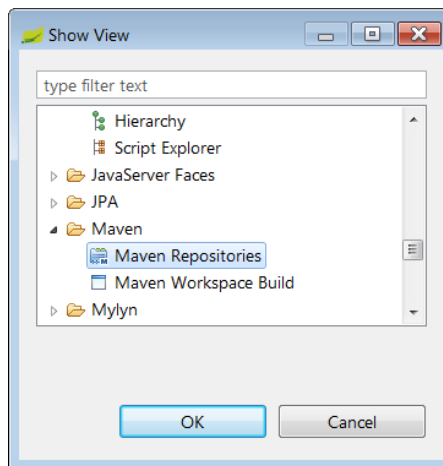 Show View
type filter text
Hierarchy
Script Explorer
JavaServer Faces
JPA
Maven
Maven Repositories
Maven Workspace Build
Mylyn
OK
Cancel